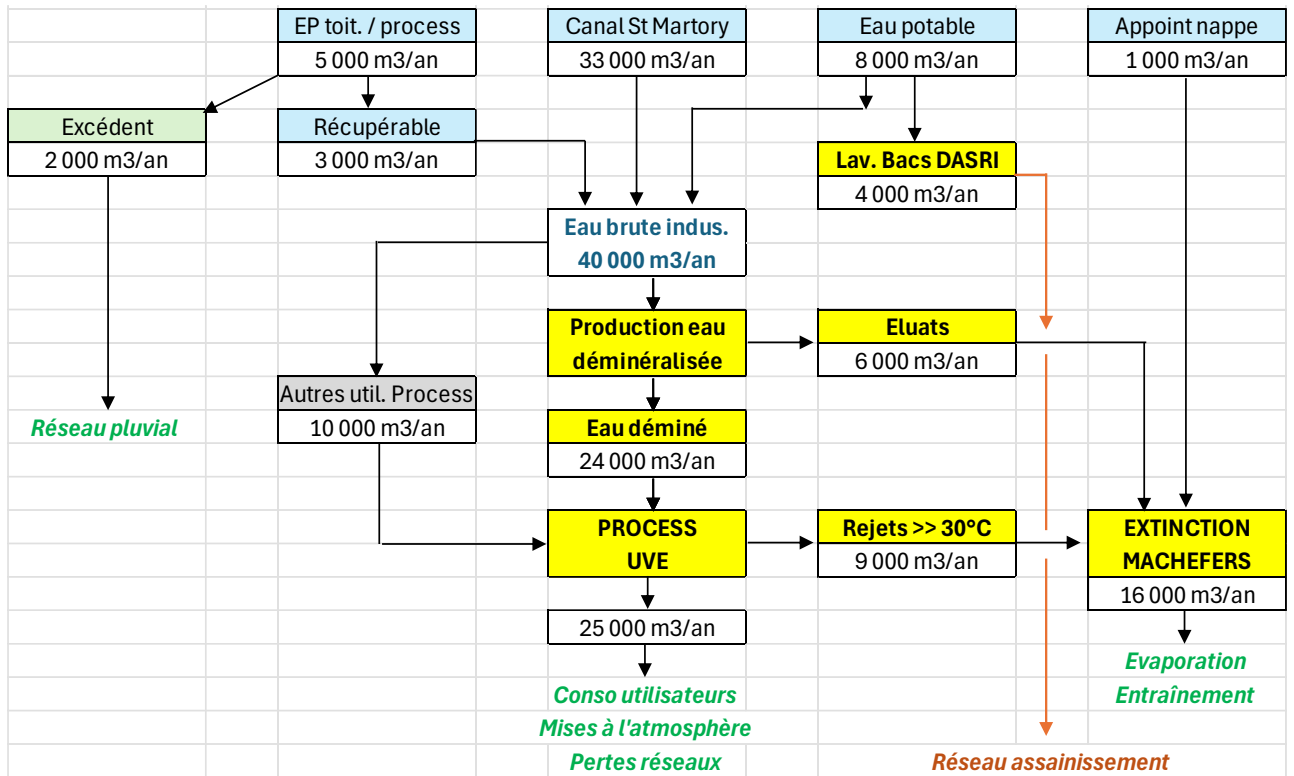 EP toit. / process
Canal St Martory
Eau potable
Appoint nappe
5 000 m3/an
33 000 m3/an
8 000 m3/an
1 000 m3/an
Excédent
Récupérable
2 000 m3/an
3 000 m3/an
Lav. Bacs DASRI
4 000 m3/an
Eau brute indus.
40 000 m3/an
Production eau
déminéralisée
Eluats
6 000 m3/an
Autres util. Process
10 000 m3/an
Réseau pluvial
Eau déminé
24 000 m3/an
PROCESS
UVE
Rejets >> 30°C
9 000 m3/an
EXTINCTION
MACHEFERS
16 000 m3/an
25 000 m3/an
Evaporation
Entraînement
Conso utilisateurs
Mises à l'atmosphère
Pertes réseaux
Réseau assainissement